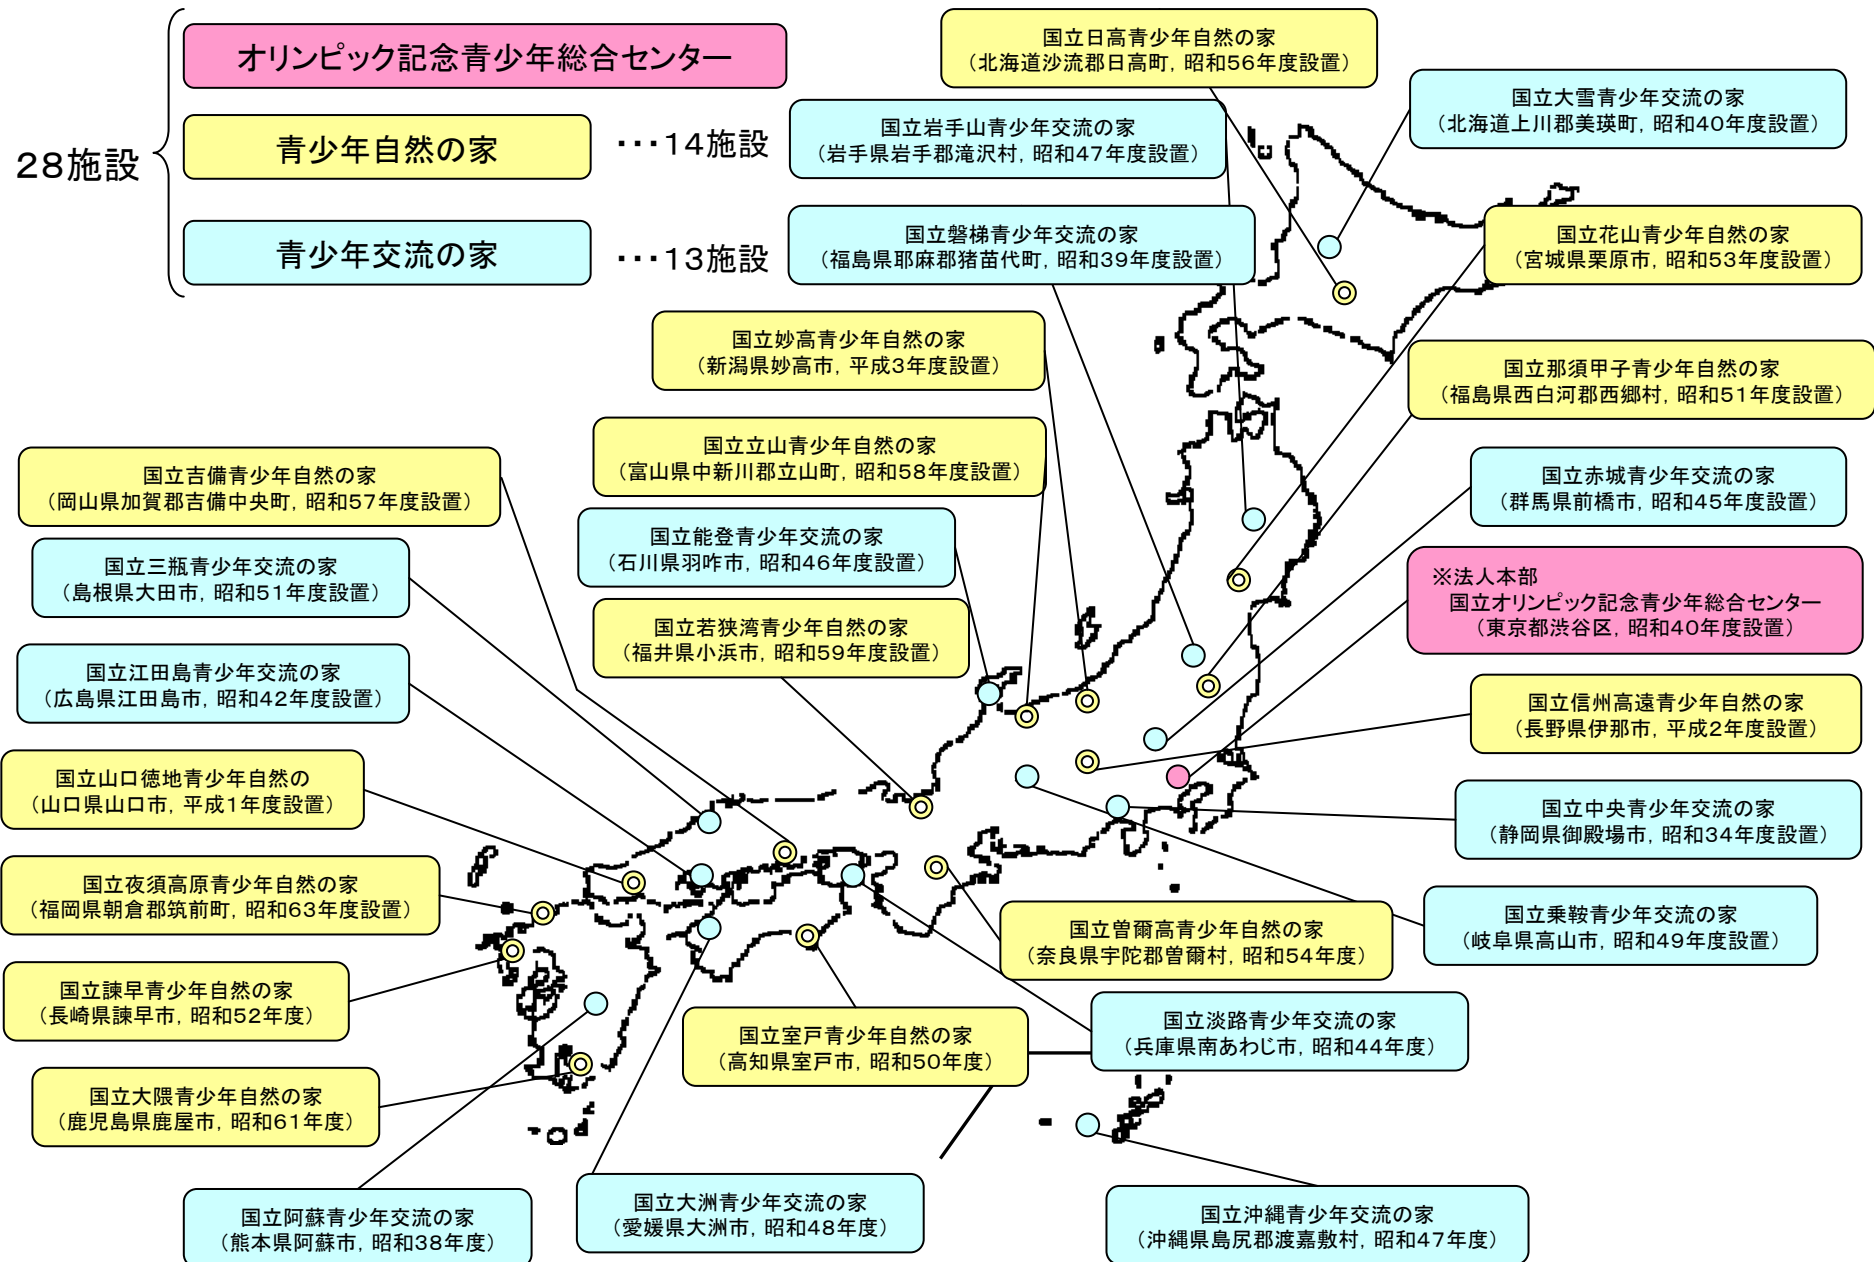 28施設
オリンピック記念青少年総合センター
青少年自然の家
・・・14施設
青少年交流の家
・・・13施設
国立日高青少年自然の家
（北海道沙流郡日高町，昭和56年度設置）
国立大雪青少年交流の家
（北海道上川郡美瑛町，昭和40年度設置）
国立岩手山青少年交流の家
（岩手県岩手郡滝沢村，昭和47年度設置）
国立磐梯青少年交流の家
（福島県耶麻郡猪苗代町，昭和39年度設置）
国立花山青少年自然の家
（宮城県栗原市，昭和53年度設置）
国立妙高青少年自然の家
（新潟県妙高市，平成3年度設置）
国立那須甲子青少年自然の家
（福島県西白河郡西郷村，昭和51年度設置）
国立立山青少年自然の家
（富山県中新川郡立山町，昭和58年度設置）
国立吉備青少年自然の家
（岡山県加賀郡吉備中央町，昭和57年度設置）
国立赤城青少年交流の家
（群馬県前橋市，昭和45年度設置）
国立能登青少年交流の家
（石川県羽咋市，昭和46年度設置）
国立三瓶青少年交流の家
（島根県大田市，昭和51年度設置）
※法人本部
国立オリンピック記念青少年総合センター
（東京都渋谷区，昭和40年度設置）
国立若狭湾青少年自然の家
（福井県小浜市，昭和59年度設置）
国立江田島青少年交流の家
（広島県江田島市，昭和42年度設置）
国立信州高遠青少年自然の家
（長野県伊那市，平成2年度設置）
国立山口徳地青少年自然の
（山口県山口市，平成1年度設置）
国立中央青少年交流の家
（静岡県御殿場市，昭和34年度設置）
国立夜須高原青少年自然の家
（福岡県朝倉郡筑前町，昭和63年度設置）
国立乗鞍青少年交流の家
（岐阜県高山市，昭和49年度設置）
国立曽爾高青少年自然の家
（奈良県宇陀郡曽爾村，昭和54年度）
国立諫早青少年自然の家
（長崎県諫早市，昭和52年度）
国立室戸青少年自然の家
（高知県室戸市，昭和50年度）
国立淡路青少年交流の家
（兵庫県南あわじ市，昭和44年度）
国立大隈青少年自然の家
（鹿児島県鹿屋市，昭和61年度）
国立阿蘇青少年交流の家
（熊本県阿蘇市，昭和38年度）
国立大洲青少年交流の家
（愛媛県大洲市，昭和48年度）
国立沖縄青少年交流の家
（沖縄県島尻郡渡嘉敷村，昭和47年度）